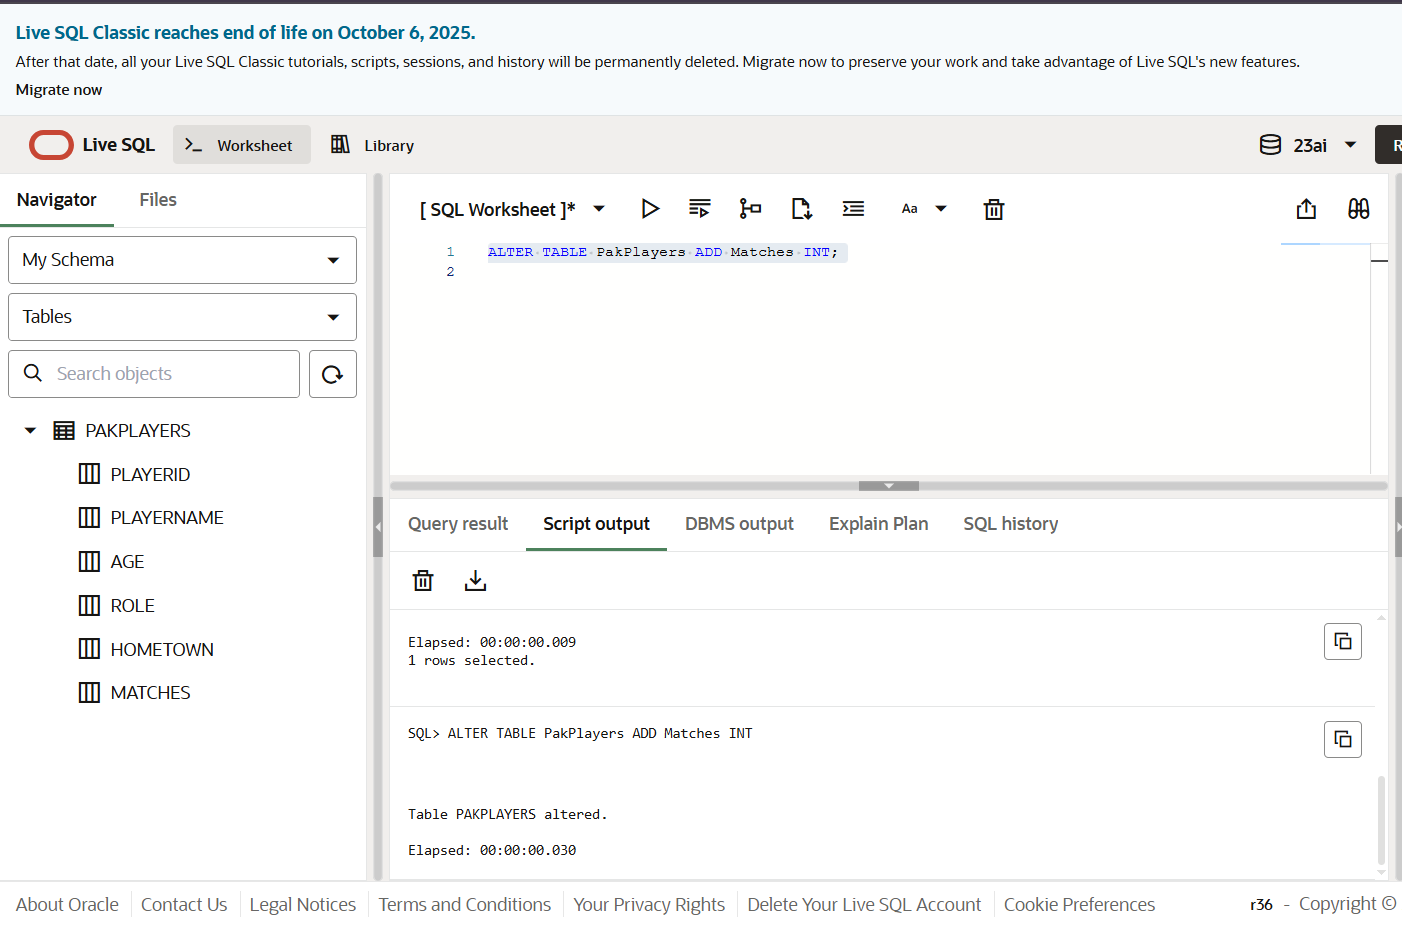 Live SQL Classic reaches end of life on October 6, 2025.
After that date, all your Live SQL Classic tutorials, scripts, sessions, and history will be permanently deleted. Migrate now to preserve your work and take advantage of Live SQL's new features.
Migrate now
Live SQL
Worksheet
Library
23ai
R
Navigator
Files
My Schema
Tables
Search objects
PAKPLAYERS
PLAYERID
PLAYERNAME
AGE
ROLE
HOMETOWN
MATCHES
[ SQL Worksheet ]*
Aa
1 ALTER TABLE PakPlayers ADD Matches INT;
2
Query result
Script output
DBMS output
Explain Plan
SQL history
Elapsed: 00:00:00.009
1 rows selected.
SQL> ALTER TABLE PakPlayers ADD Matches INT
Table PAKPLAYERS altered.
Elapsed: 00:00:00.030
About Oracle
Contact Us
Legal Notices
Terms and Conditions
Your Privacy Rights
Delete Your Live SQL Account
Cookie Preferences
r36 - Copyright ©